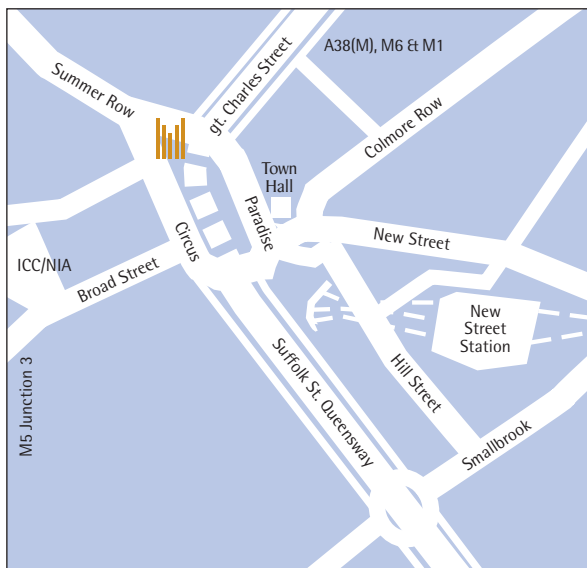 A38(M), M6 & M1
Summer Row
gt. Charles Street
Colmore Row
Town
Hall
Paradise
Circus
New Street
ICC/NIA
Broad Street
New
Street
Station
Suffolk St. Queensway
Hill Street
M5 Junction 3
Smallbrook